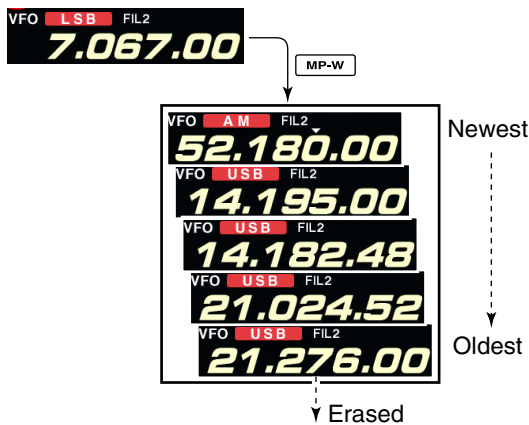 VFO LSB FIL2
7.067.00
MP-W
VFO AM FIL2
52.180.00
Newest
VFO USB FIL2
14.195.00
VFO USB FIL2
14.182.48
VFO USB FIL2
21.024.52
VFO USB FIL2
21.276.00
Oldest
Erased